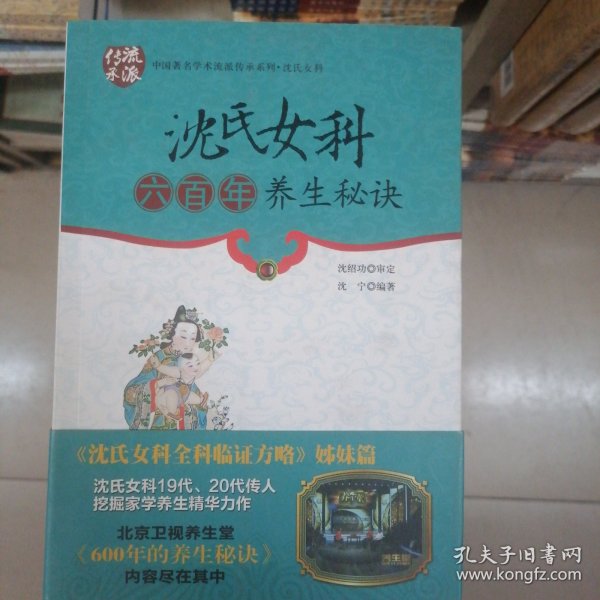 流派
传承
中国著名学术流派传承系列·沈氏女科
沈氏女科
六百年养生秘诀
沈绍功◎审定
沈 宁◎编著
《沈氏女科全科临证方略》姊妹篇
沈氏女科19代、20代传人
挖掘家学养生精华力作
北京卫视养生堂
《600年的养生秘诀》
内容尽在其中
养生堂
孔夫子旧书网
www.kongfz.com